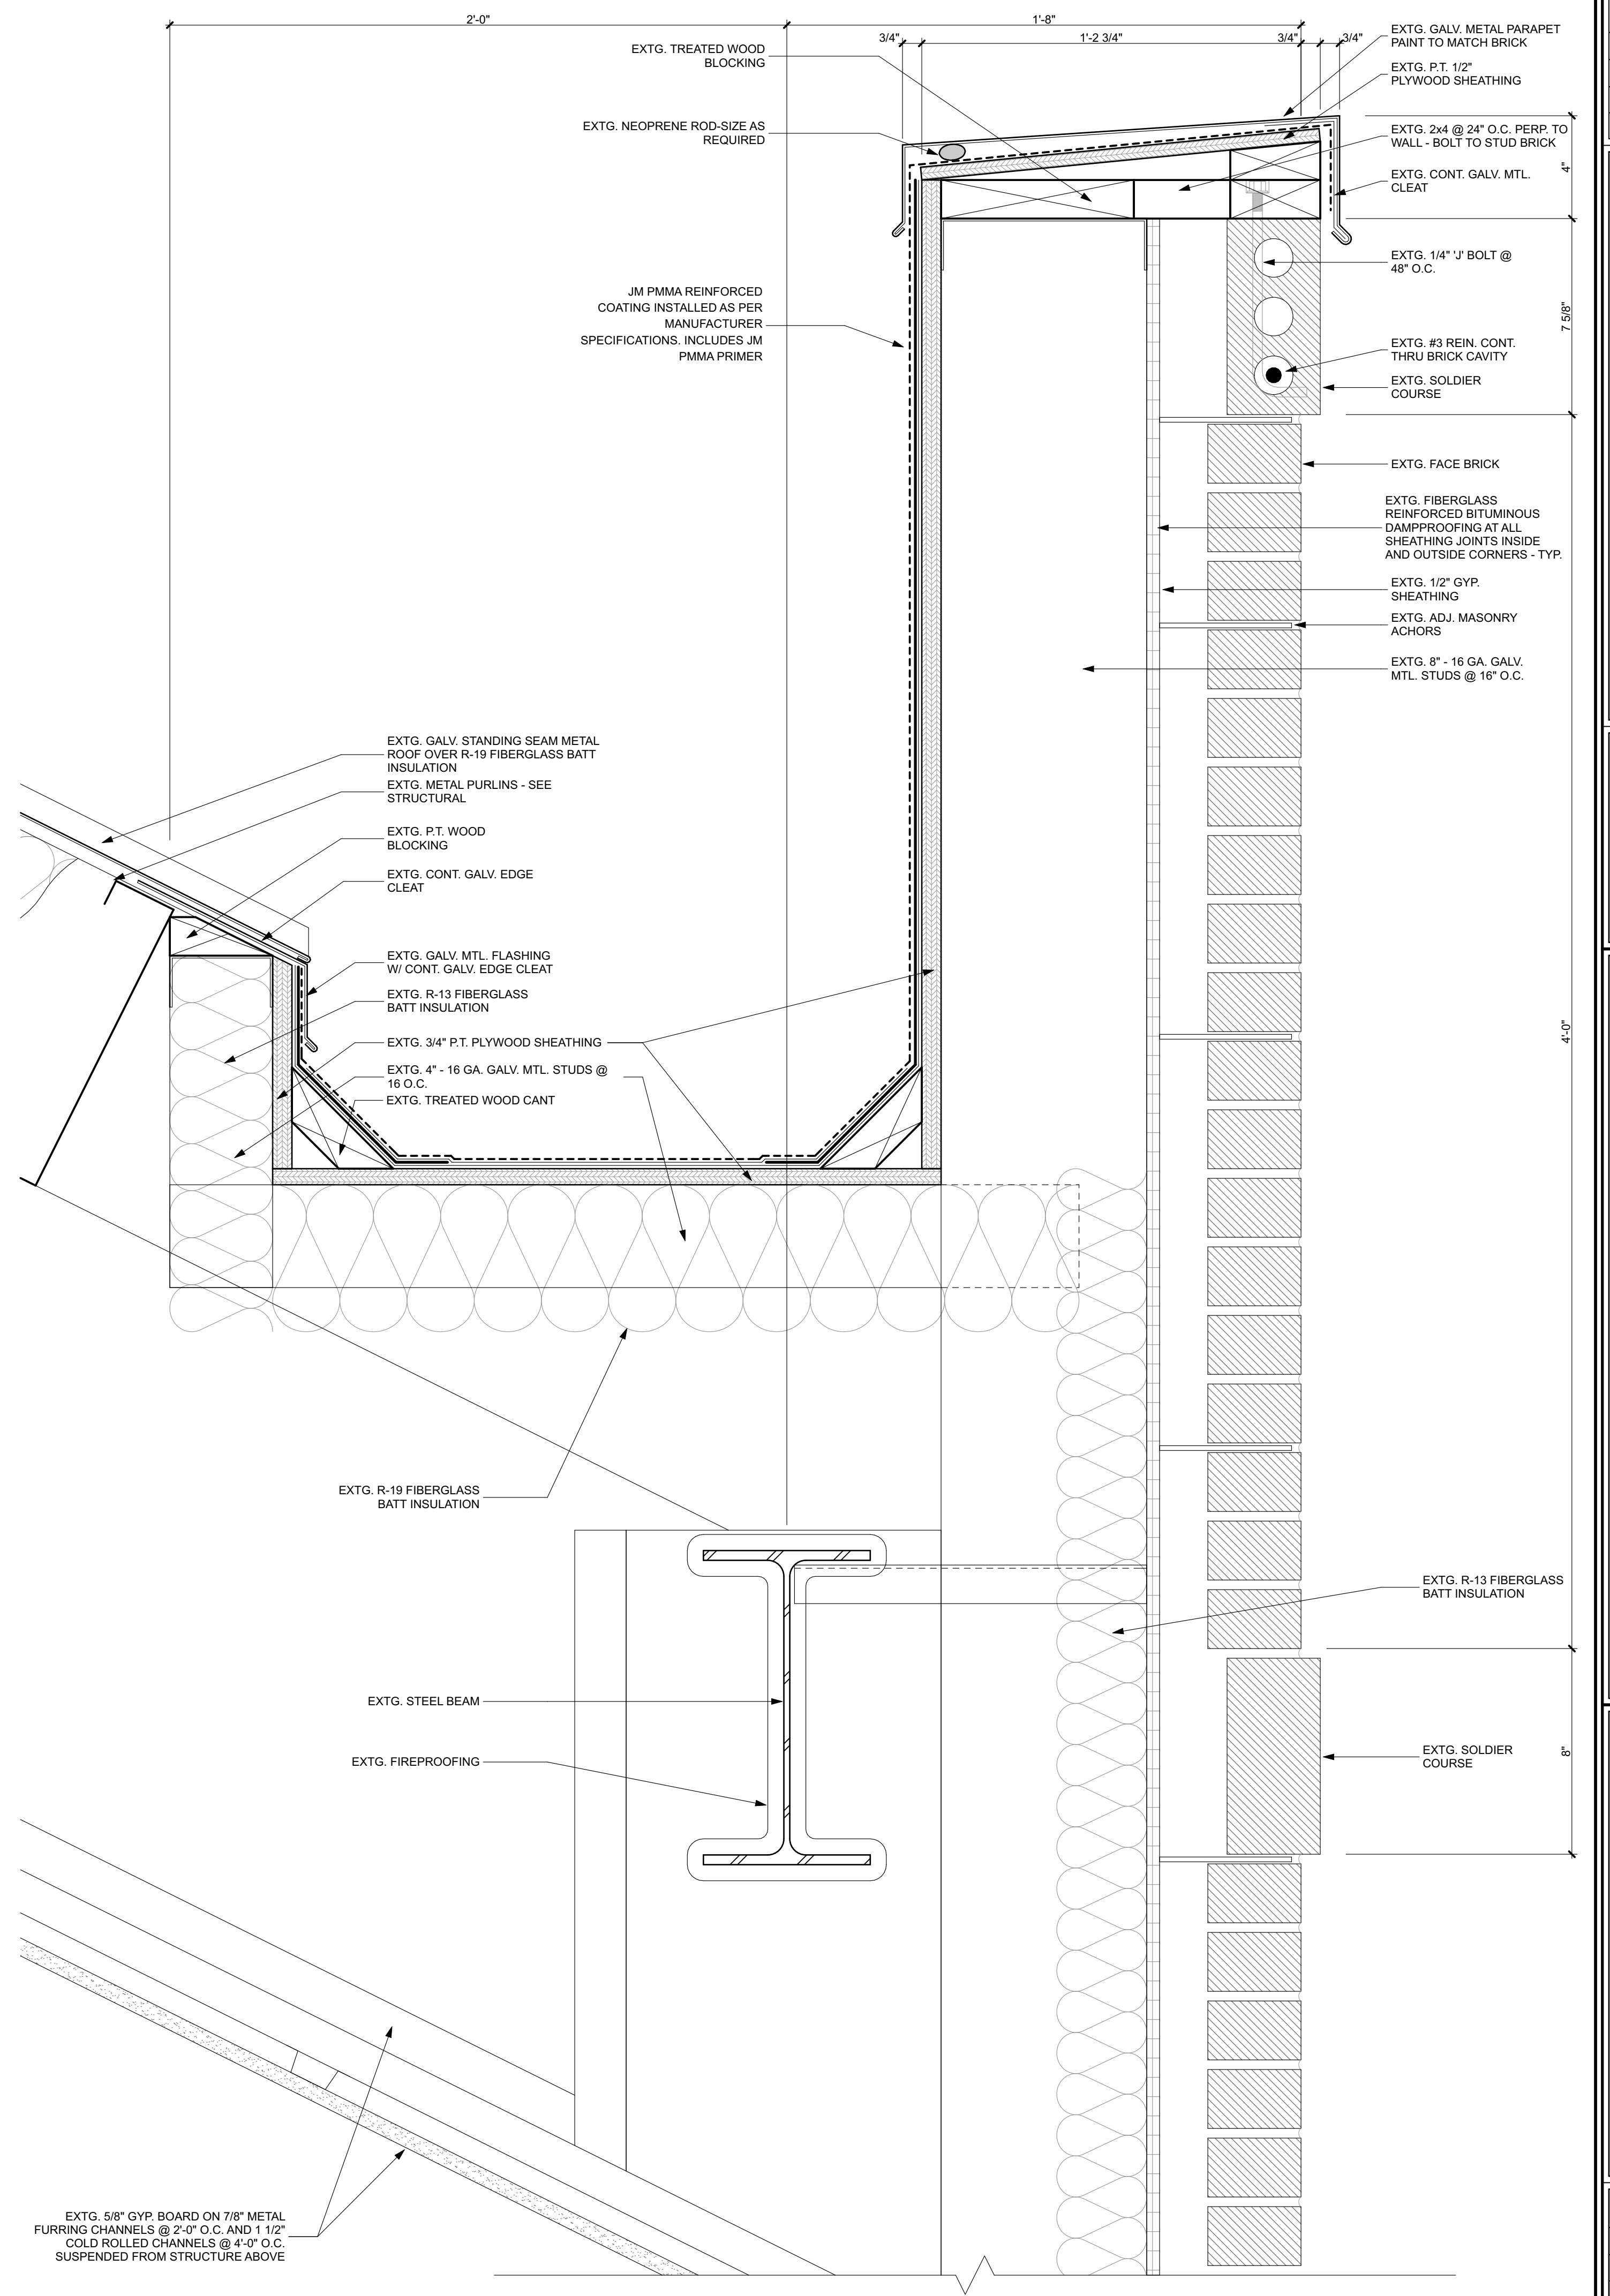 2'-0"
1'-8"
3/4"
1'-2 3/4"
3/4"
3/4"
EXTG. TREATED WOOD
BLOCKING
EXTG. NEOPRENE ROD-SIZE AS
REQUIRED
JM PMMA REINFORCED
COATING INSTALLED AS PER
MANUFACTURER
SPECIFICATIONS. INCLUDES JM
PMMA PRIMER
EXTG. GALV. METAL PARAPET
PAINT TO MATCH BRICK
EXTG. P.T. 1/2"
PLYWOOD SHEATHING
EXTG. 2x4 @ 24" O.C. PERP. TO
WALL - BOLT TO STUD BRICK
EXTG. CONT. GALV. MTL.
CLEAT
4"
EXTG. 1/4" 'J' BOLT @
48" O.C.
7 5/8"
EXTG. #3 REIN. CONT.
THRU BRICK CAVITY
EXTG. SOLDIER
COURSE
EXTG. FACE BRICK
EXTG. FIBERGLASS
REINFORCED BITUMINOUS
DAMPPROOFING AT ALL
SHEATHING JOINTS INSIDE
AND OUTSIDE CORNERS - TYP.
EXTG. 1/2" GYP.
SHEATHING
EXTG. ADJ. MASONRY
ACHORS
EXTG. 8" - 16 GA. GALV.
MTL. STUDS @ 16" O.C.
EXTG. GALV. STANDING SEAM METAL
ROOF OVER R-19 FIBERGLASS BATT
INSULATION
EXTG. METAL PURLINS - SEE
STRUCTURAL
EXTG. P.T. WOOD
BLOCKING
EXTG. CONT. GALV. EDGE
CLEAT
EXTG. GALV. MTL. FLASHING
W/ CONT. GALV. EDGE CLEAT
EXTG. R-13 FIBERGLASS
BATT INSULATION
EXTG. 3/4" P.T. PLYWOOD SHEATHING
EXTG. 4" - 16 GA. GALV. MTL. STUDS @
16 O.C.
EXTG. TREATED WOOD CANT
4'-0"
EXTG. R-19 FIBERGLASS
BATT INSULATION
EXTG. R-13 FIBERGLASS
BATT INSULATION
EXTG. STEEL BEAM
EXTG. FIREPROOFING
EXTG. SOLDIER
COURSE
8"
EXTG. 5/8" GYP. BOARD ON 7/8" METAL
FURRING CHANNELS @ 2'-0" O.C. AND 1 1/2"
COLD ROLLED CHANNELS @ 4'-0" O.C.
SUSPENDED FROM STRUCTURE ABOVE